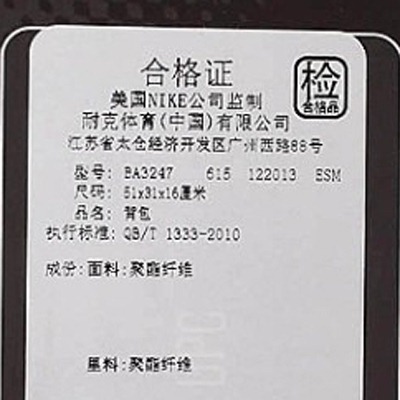 合格证
检
合格品
美国NIKE公司监制
耐克体育(中国)有限公司
江苏省太仓经济开发区广州西路88号
型号: BA3247 615 122013 ESM
尺码: 51x31x16厘米
品名: 背包
执行标准: QB/T 1333-2010
成份:面料:聚酯纤维
里料:聚酯纤维